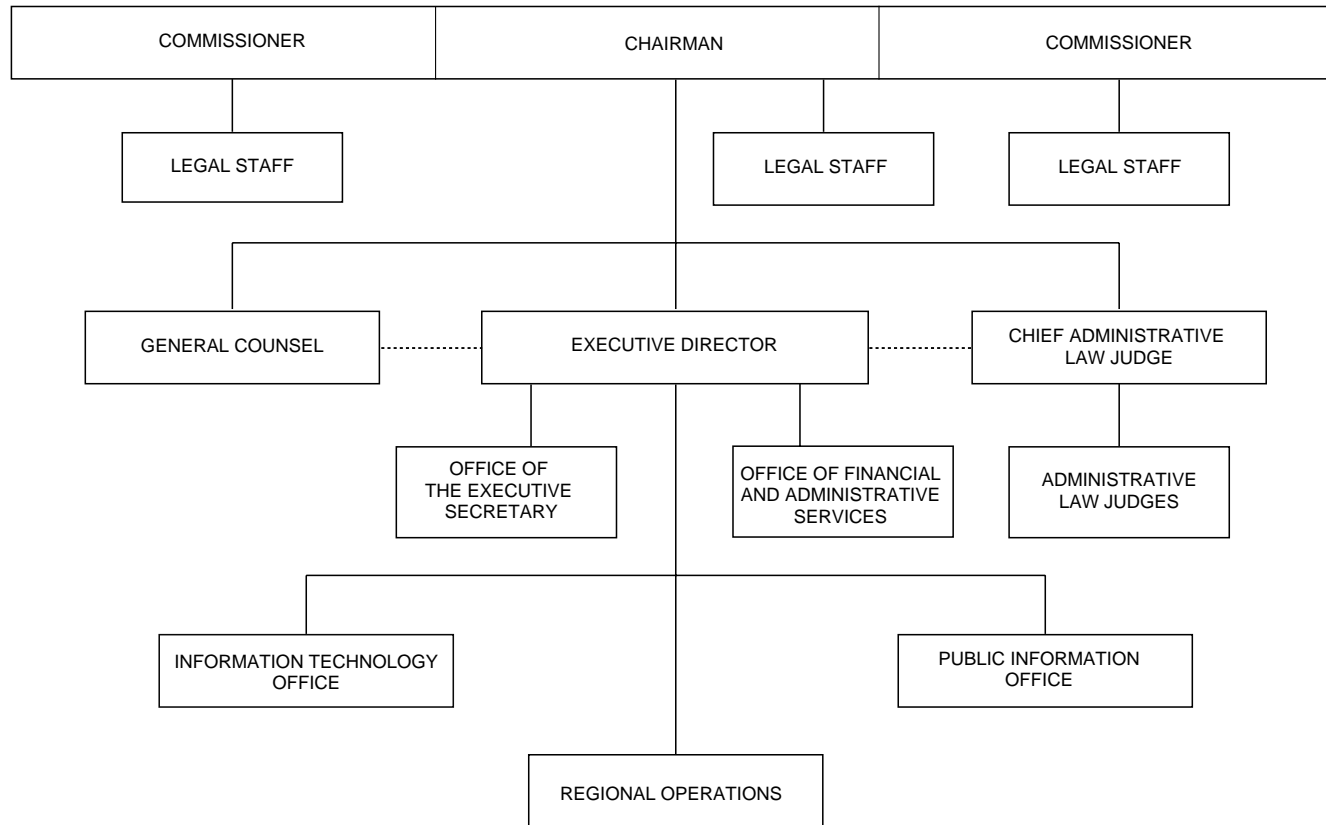 COMMISSIONER
CHAIRMAN
COMMISSIONER
LEGAL STAFF
LEGAL STAFF
LEGAL STAFF
GENERAL COUNSEL
EXECUTIVE DIRECTOR
CHIEF ADMINISTRATIVE
LAW JUDGE
OFFICE OF
THE EXECUTIVE
SECRETARY
OFFICE OF FINANCIAL
AND ADMINISTRATIVE
SERVICES
ADMINISTRATIVE
LAW JUDGES
INFORMATION TECHNOLOGY
OFFICE
PUBLIC INFORMATION
OFFICE
REGIONAL OPERATIONS